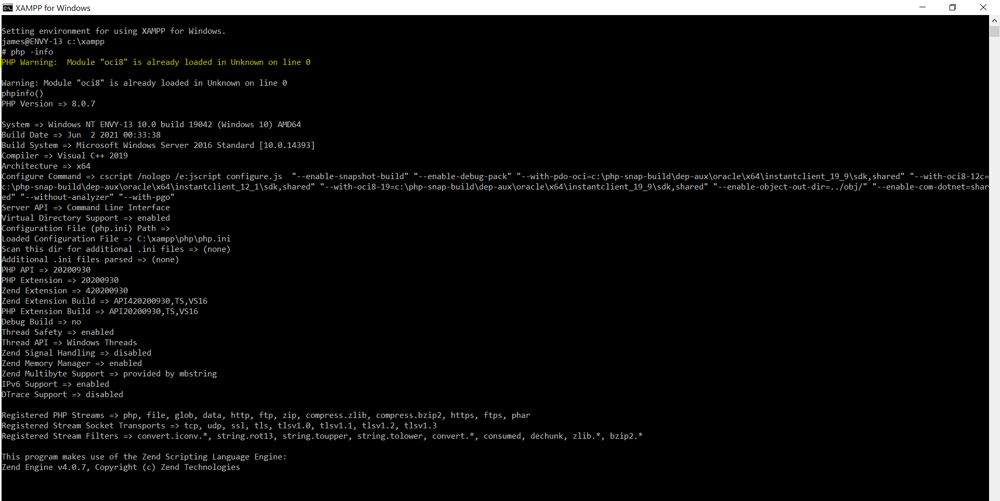 XAMPP for Windows
Setting environment for using XAMPP for Windows.
james@ENVY-13 c:\xampp
# php -info
PHP Warning:  Module "oci8" is already loaded in Unknown on line 0
Warning: Module "oci8" is already loaded in Unknown on line 0
phpinfo()
PHP Version => 8.0.7
System => Windows NT ENVY-13 10.0 build 19042 (Windows 10) AMD64
Build Date => Jun  2 2021 00:33:38
Build System => Microsoft Windows Server 2016 Standard [10.0.14393]
Compiler => Visual C++ 2019
Architecture => x64
Configure Command => cscript /nologo /e:jscript configure.js  "--enable-snapshot-build" "--enable-debug-pack" "--with-pdo-oci=c:\php-snap-build\dep-aux\oracle\x64\instantclient_19_9\sdk,shared" "--with-oci8-12c=
c:\php-snap-build\dep-aux\oracle\x64\instantclient_12_1\sdk,shared" "--with-oci8-19=c:\php-snap-build\dep-aux\oracle\x64\instantclient_19_9\sdk,shared" "--enable-object-out-dir=../obj/" "--enable-com-dotnet=shar
ed" "--without-analyzer" "--with-pgo"
Server API => Command Line Interface
Virtual Directory Support => enabled
Configuration File (php.ini) Path =>
Loaded Configuration File => C:\xampp\php\php.ini
Scan this dir for additional .ini files => (none)
Additional .ini files parsed => (none)
PHP API => 20200930
PHP Extension => 20200930
Zend Extension => 420200930
Zend Extension Build => API420200930,TS,VS16
PHP Extension Build => API20200930,TS,VS16
Debug Build => no
Thread Safety => enabled
Thread API => Windows Threads
Zend Signal Handling => disabled
Zend Memory Manager => enabled
Zend Multibyte Support => provided by mbstring
IPv6 Support => enabled
DTrace Support => disabled
Registered PHP Streams => php, file, glob, data, http, ftp, zip, compress.zlib, compress.bzip2, https, ftps, phar
Registered Stream Socket Transports => tcp, udp, ssl, tls, tlsv1.0, tlsv1.1, tlsv1.2, tlsv1.3
Registered Stream Filters => convert.iconv.*, string.rot13, string.toupper, string.tolower, convert.*, consumed, dechunk, zlib.*, bzip2.*
This program makes use of the Zend Scripting Language Engine:
Zend Engine v4.0.7, Copyright (c) Zend Technologies